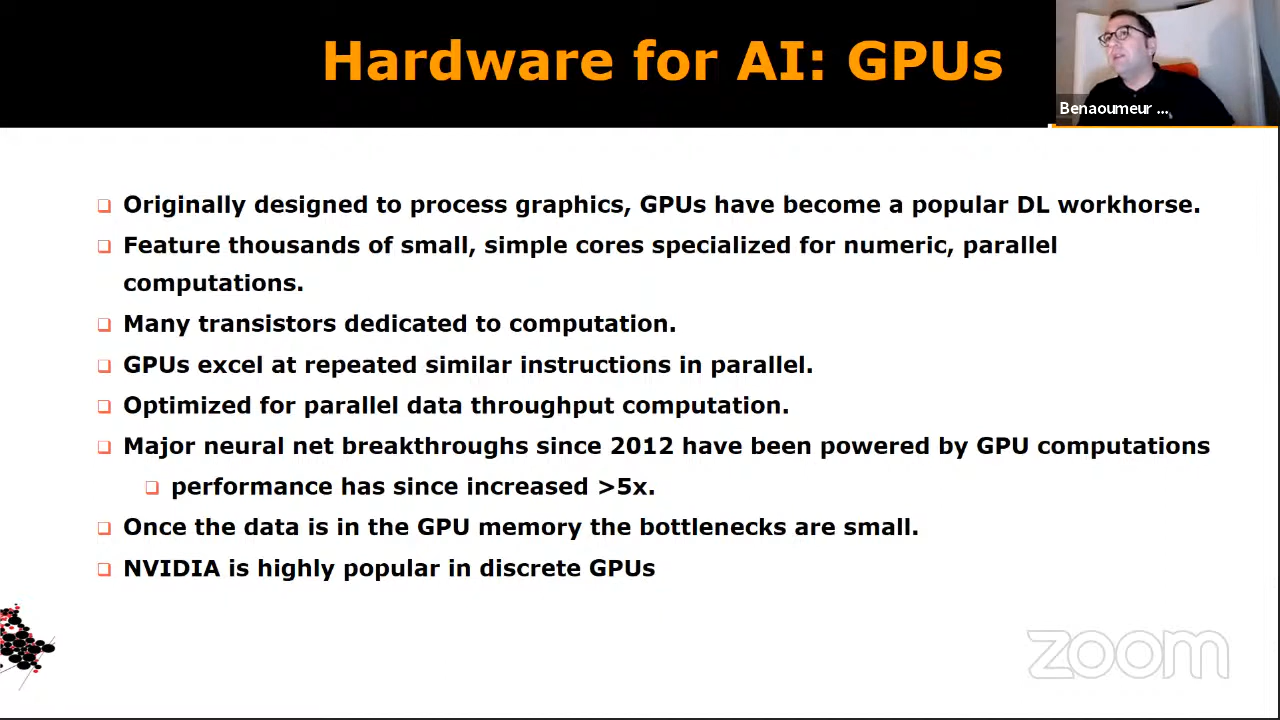 Hardware for AI: GPUs
Benaoumeur ...
Originally designed to process graphics, GPUs have become a popular DL workhorse.
Feature thousands of small, simple cores specialized for numeric, parallel
computations.
Many transistors dedicated to computation.
GPUs excel at repeated similar instructions in parallel.
Optimized for parallel data throughput computation.
Major neural net breakthroughs since 2012 have been powered by GPU computations
performance has since increased >5x.
Once the data is in the GPU memory the bottlenecks are small.
NVIDIA is highly popular in discrete GPUs
zoom